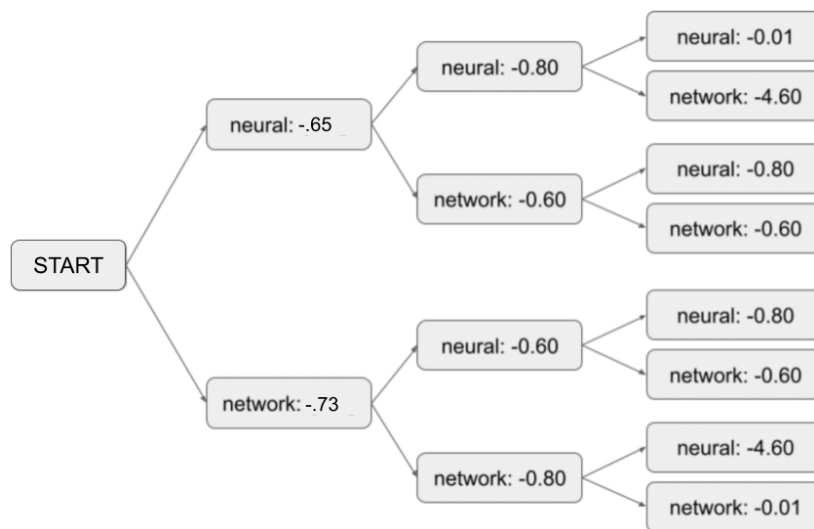 neural: -0.01
neural: -0.80
network: -4.60
neural: -.65
neural: -0.80
network: -0.60
network: -0.60
START
neural: -0.80
neural: -0.60
network: -0.60
network: -.73
neural: -4.60
network: -0.80
network: -0.01